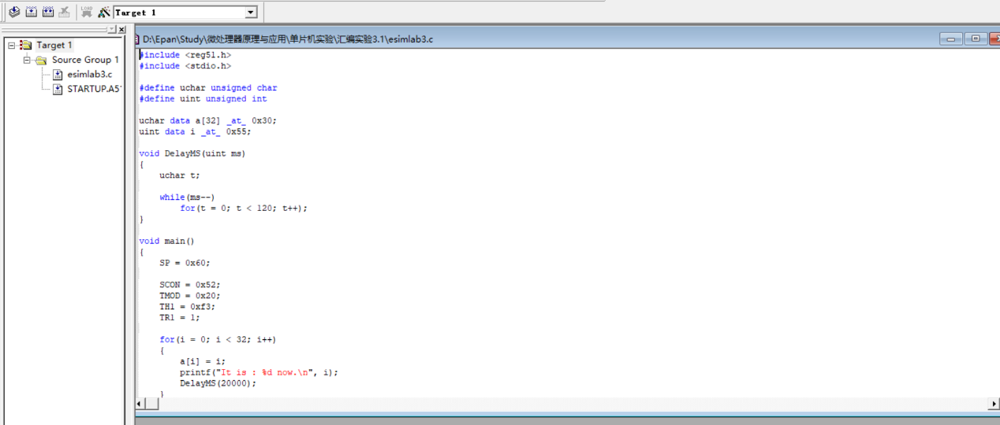 LOAD
Target 1
Target 1
Source Group 1
esimlab3.c
STARTUP.A5
D:\Epan\Study\微处理器原理与应用\单片机实验\汇编实验3.1\esimlab3.c
#include <reg51.h>
#include <stdio.h>
#define uchar unsigned char
#define uint unsigned int
uchar data a[32] _at_ 0x30;
uint data i _at_ 0x55;
void DelayMS(uint ms)
{
uchar t;
while(ms--)
for(t = 0; t < 120; t++);
}
void main()
{
SP = 0x60;
SCON = 0x52;
TMOD = 0x20;
TH1 = 0xf3;
TR1 = 1;
for(i = 0; i < 32; i++)
{
a[i] = i;
printf("It is : %d now.\n", i);
DelayMS(20000);
}